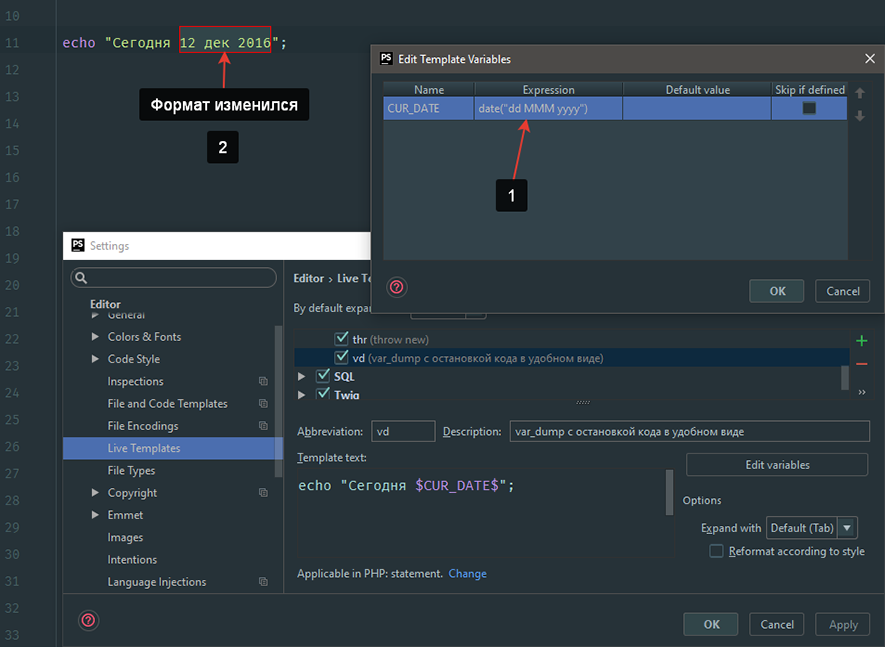 10
11
echo "Сегодня 12 дек 2016";
12
13
14
15
16
17
18
19
20
21
22
23
24
25
26
27
28
29
30
31
32
33
Формат изменился
2
PS Edit Template Variables
Name Expression Default value Skip if defined
CUR_DATE date("dd MMM yyyy")
1
?
OK Cancel
PS Settings
Editor
General
Colors & Fonts
Code Style
Inspections
File and Code Templates
File Encodings
Live Templates
File Types
Copyright
Emmet
Images
Intentions
Language Injections
Editor › Live Te
By default expan
thr (throw new)
vd (var_dump с остановкой кода в удобном виде)
SQL
Twig
Abbreviation: vd Description: var_dump с остановкой кода в удобном виде
Template text:
echo "Сегодня $CUR_DATE$";
Edit variables
Options
Expand with Default (Tab)
Reformat according to style
Applicable in PHP: statement. Change
?
OK Cancel Apply